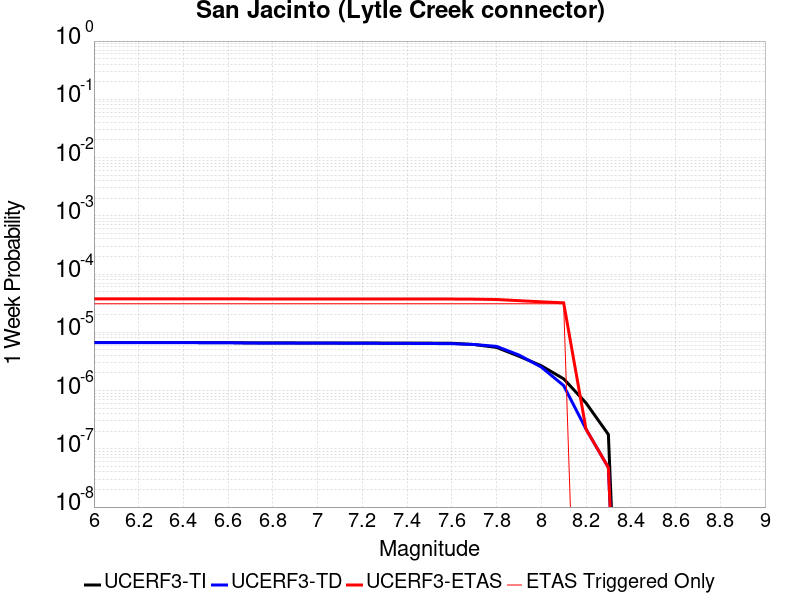 San Jacinto (Lytle Creek connector)
1 Week Probability
10^0
10^-1
10^-2
10^-3
10^-4
10^-5
10^-6
10^-7
10^-8
6 6.2 6.4 6.6 6.8 7 7.2 7.4 7.6 7.8 8 8.2 8.4 8.6 8.8 9
Magnitude
UCERF3-TI UCERF3-TD UCERF3-ETAS ETAS Triggered Only